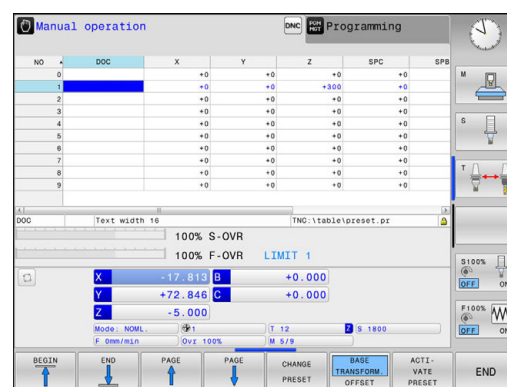 Manual operation
DNC
PGM MGT
Programming
NO DOC X Y Z SPC SPB
0 +0 +0 +0 +0
1 +0 +0 +300 +0
2 +0 +0 +0 +0
3 +0 +0 +0 +0
4 +0 +0 +0 +0
5 +0 +0 +0 +0
6 +0 +0 +0 +0
7 +0 +0 +0 +0
8 +0 +0 +0 +0
9 +0 +0 +0 +0
DOC Text width 16 TNC:\table\preset.pr
100% S-OVR
100% F-OVR LIMIT 1
X -17.813 B +0.000
Y +72.846 C +0.000
Z -5.000
Mode: NOML. 1 T 12 Z S 1800
F 0mm/min Ovr 100% M 5/9
M
S
T
S100%
OFF ON
F100%
OFF ON
BEGIN
END
PAGE
PAGE
CHANGE PRESET
BASE TRANSFORM. OFFSET
ACTI- VATE PRESET
END